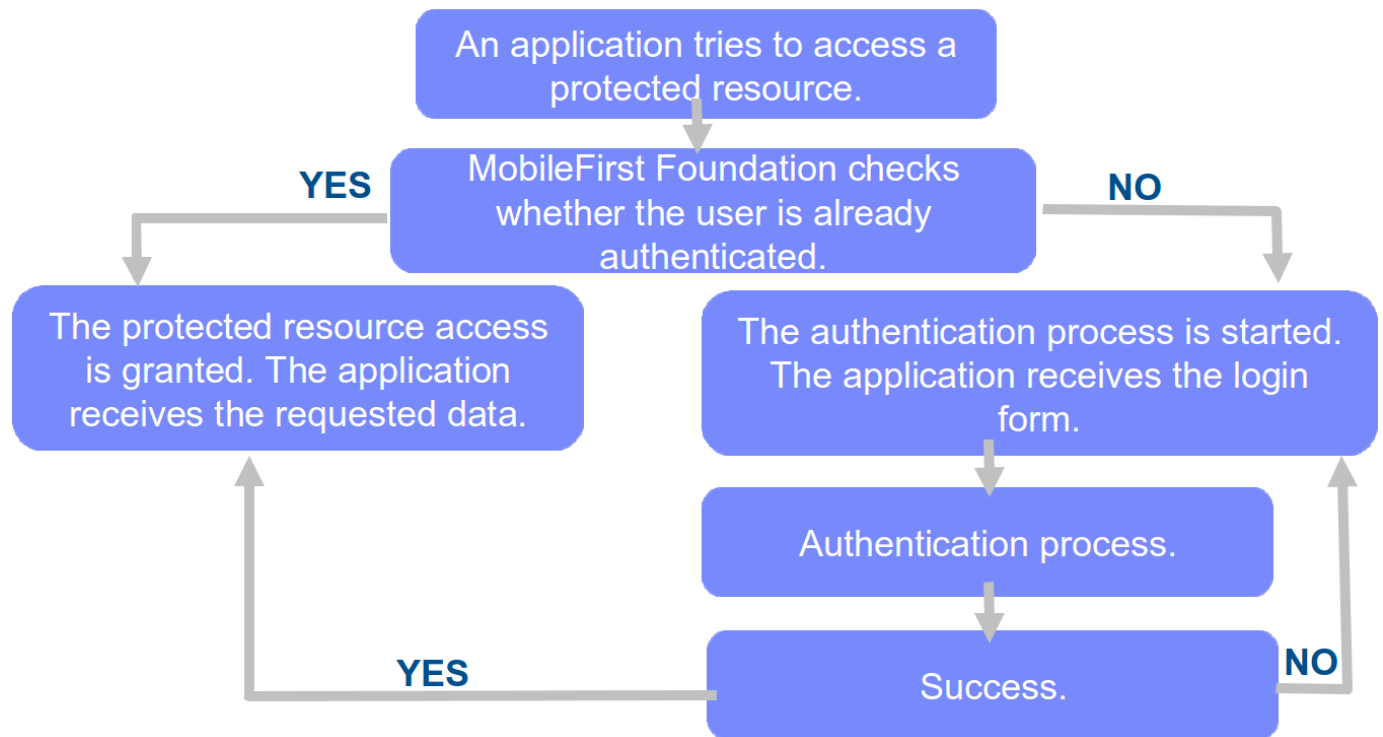 An application tries to access a
protected resource.
YES
MobileFirst Foundation checks
whether the user is already
authenticated.
NO
The protected resource access
is granted. The application
receives the requested data.
The authentication process is started.
The application receives the login
form.
Authentication process.
YES
Success.
NO